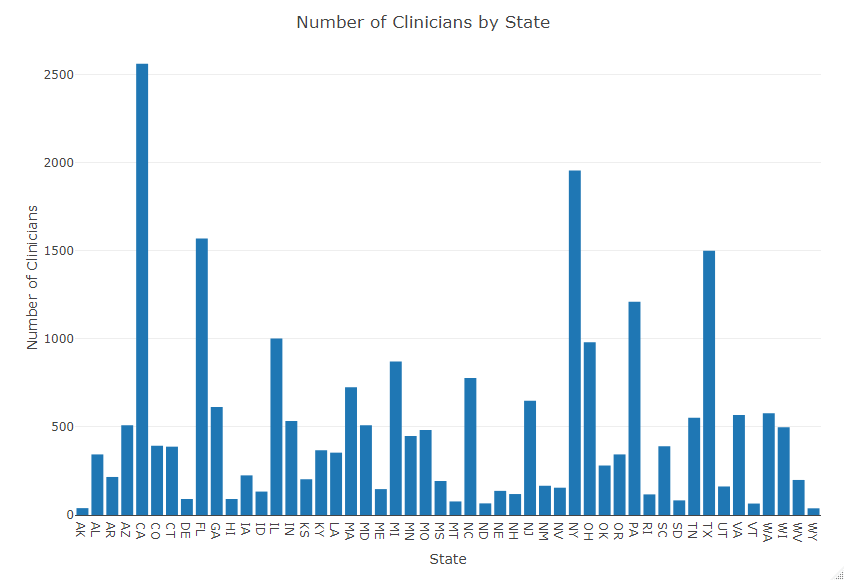 Number of Clinicians by State
Number of Clinicians
2500
2000
1500
1000
500
0
AK AL AR AZ CA CO CT DE FL GA HI IA ID IL IN KS KY LA MA MD ME MI MN MO MS MT NC ND NE NH NJ NM NV NY OH OK OR PA RI SC SD TN TX UT VA VT WA WI WV WY
State